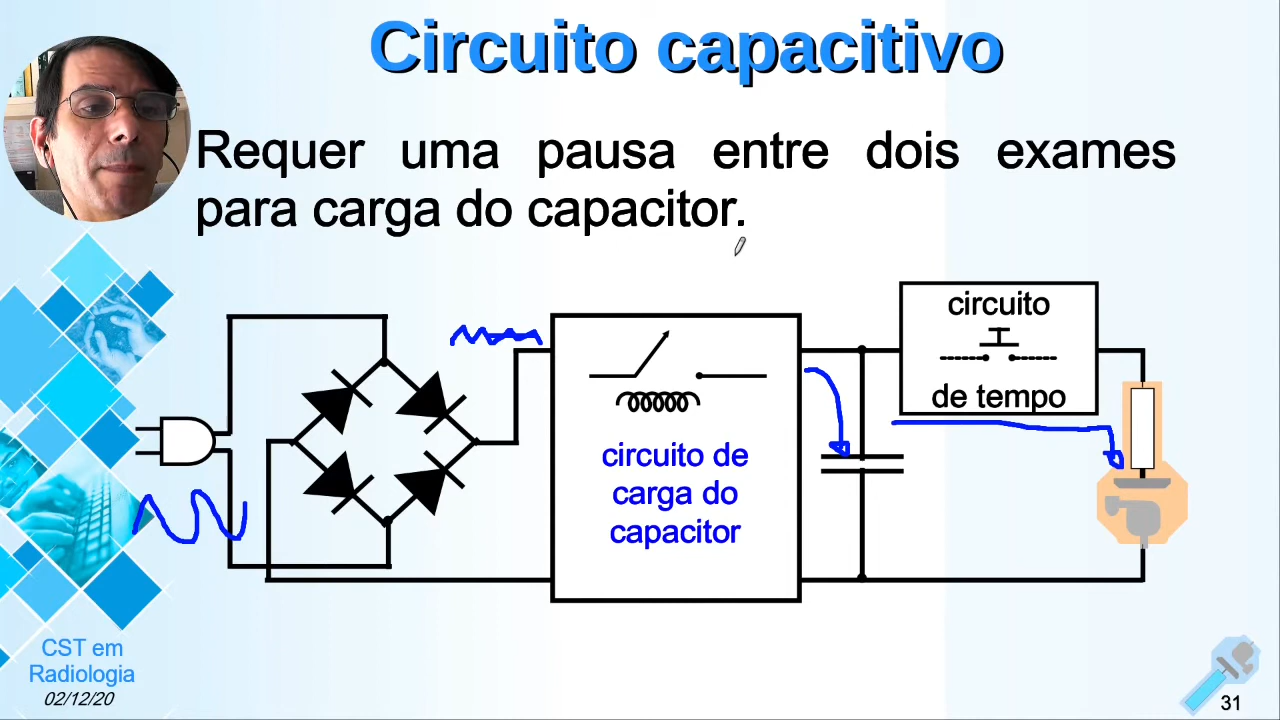 Circuito capacitivo
Requer uma pausa entre dois exames
para carga do capacitor.
circuito
de tempo
circuito de
carga do
capacitor
CST em
Radiologia
02/12/20
31